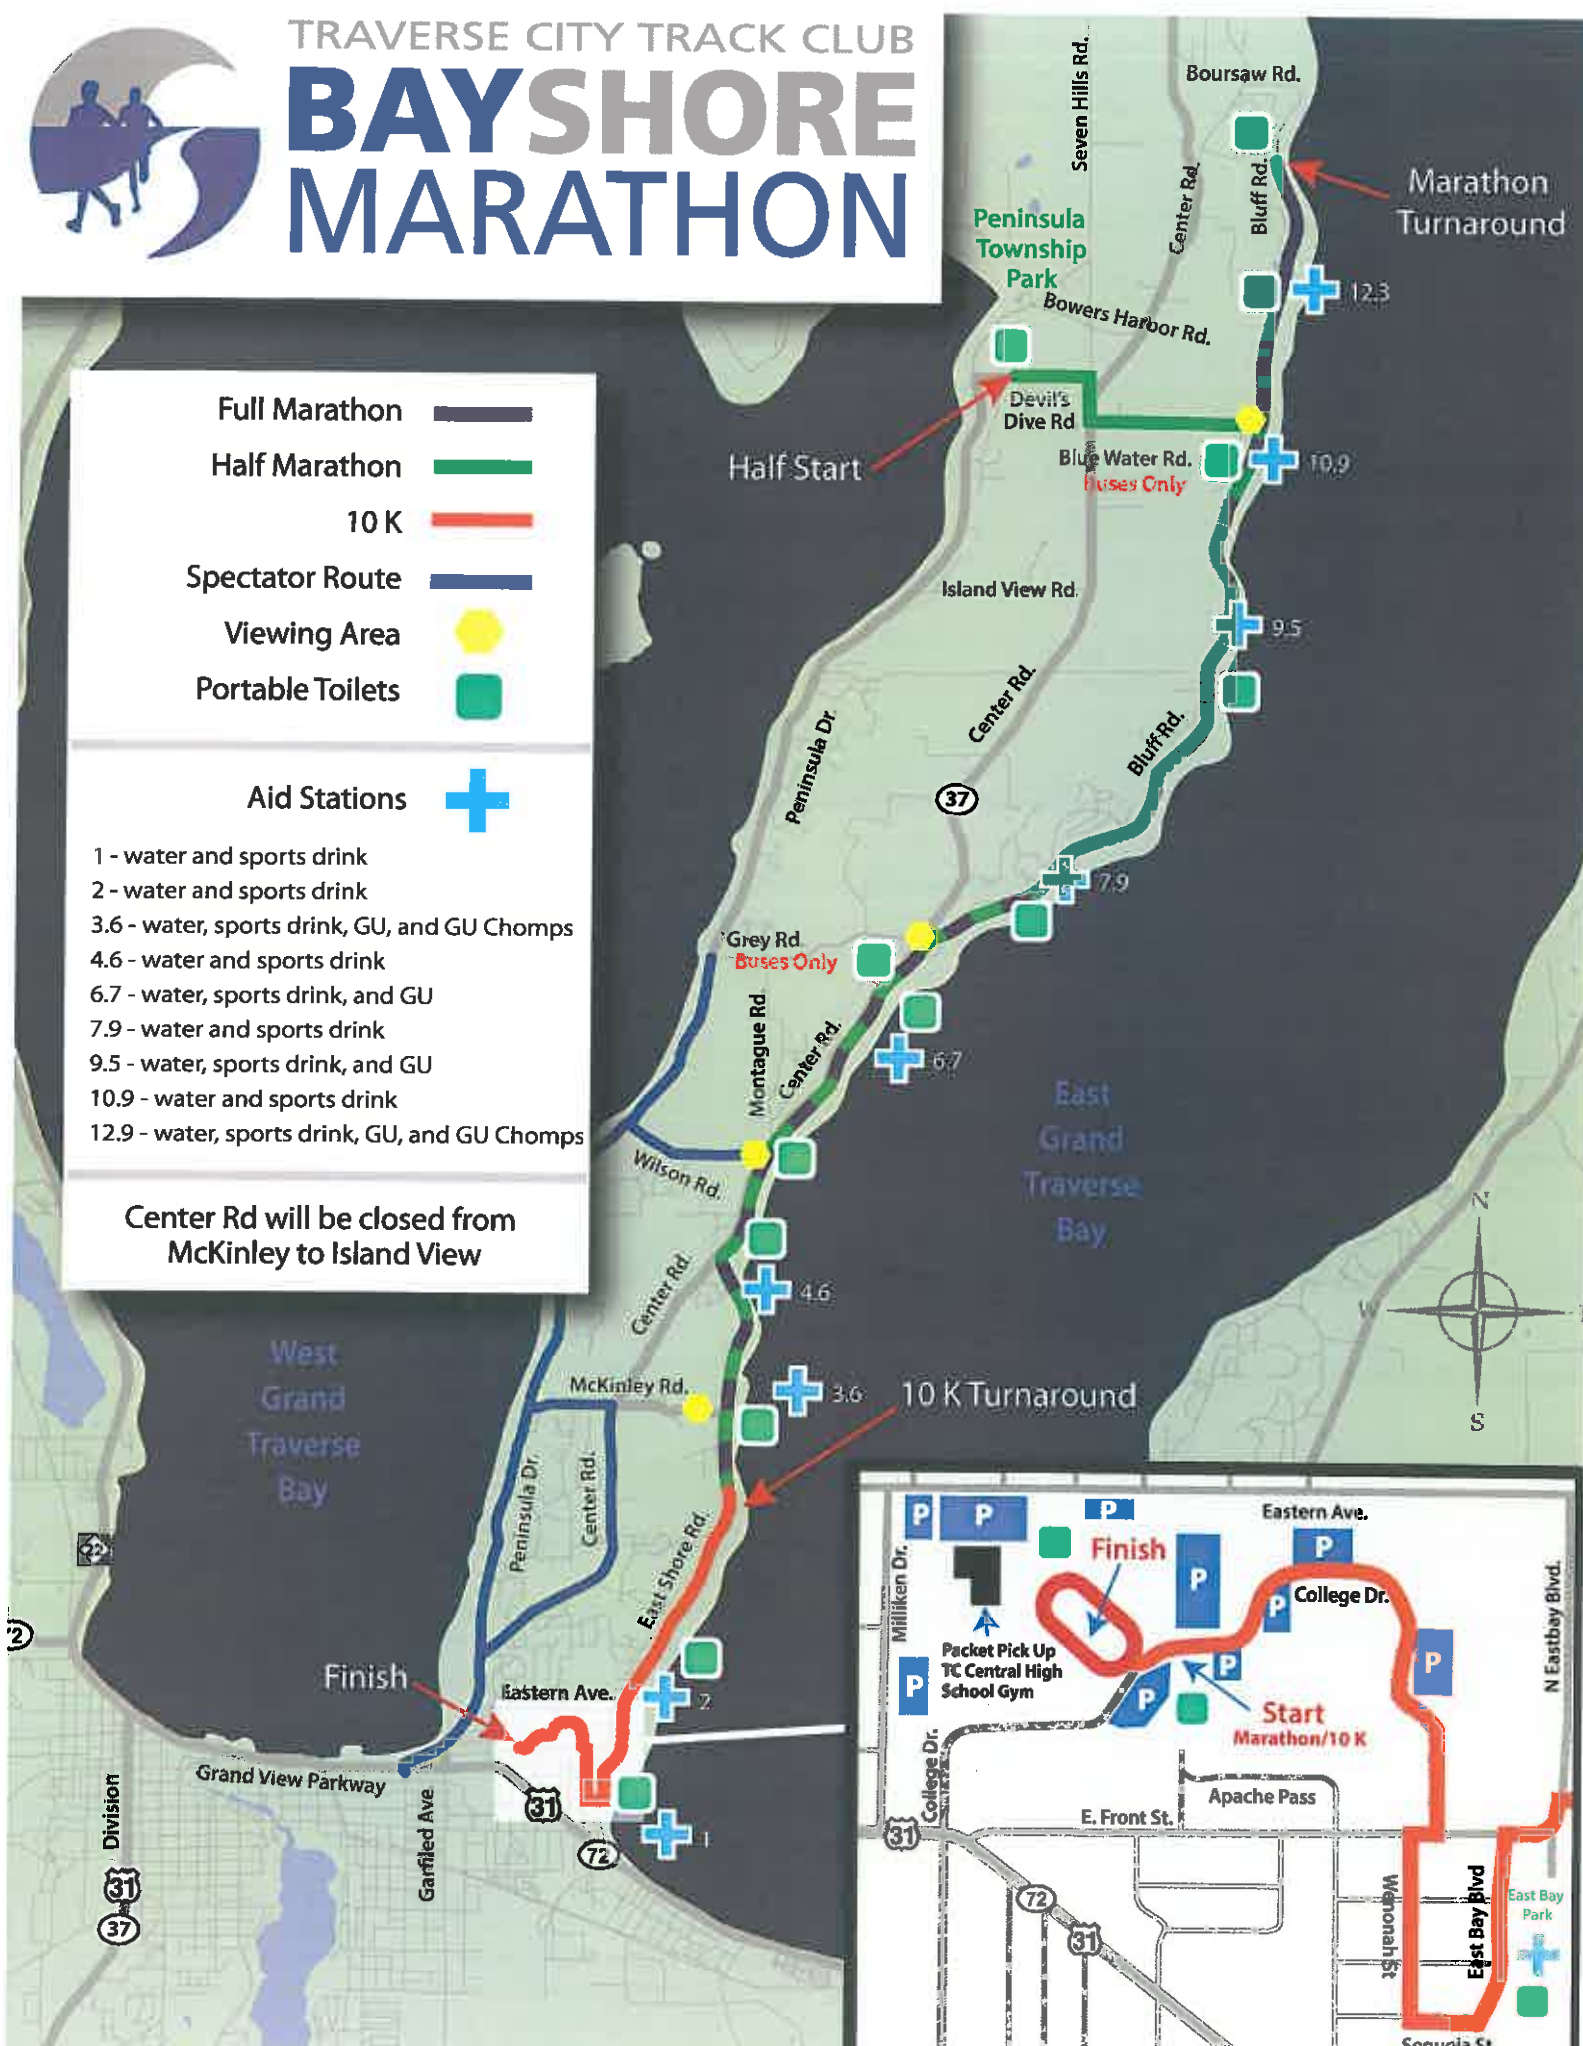 TRAVERSE CITY TRACK CLUB
BAYSHORE
MARATHON
Full Marathon
Half Marathon
10 K
Spectator Route
Viewing Area
Portable Toilets
Aid Stations
1 - water and sports drink
2 - water and sports drink
3.6 - water, sports drink, GU, and GU Chomps
4.6 - water and sports drink
6.7 - water, sports drink, and GU
7.9 - water and sports drink
9.5 - water, sports drink, and GU
10.9 - water and sports drink
12.9 - water, sports drink, GU, and GU Chomps
Center Rd will be closed from
McKinley to Island View
Seven Hills Rd.
Boursaw Rd.
Center Rd.
Bluff Rd.
Marathon
Turnaround
Peninsula
Township
Park
Bowers Harbor Rd.
12.3
Devil's
Dive Rd
Half Start
Blue Water Rd.
Buses Only
10.9
Island View Rd.
9.5
Center Rd.
Bluff Rd.
Peninsula Dr.
37
7.9
Grey Rd
Buses Only
Montague Rd.
Center Rd.
6.7
East
Grand
Traverse
Bay
Wilson Rd.
Center Rd.
4.6
N
W
S
West
Grand
Traverse
Bay
McKinley Rd.
3.6
10 K Turnaround
Peninsula Dr.
Center Rd.
East Shore Rd.
22
72
Finish
Eastern Ave.
2
Grand View Parkway
31
72
1
Division
Garfiled Ave.
31
37
P
P
P
Eastern Ave.
P
Finish
P
College Dr.
P
Milliken Dr.
N Eastbay Blvd.
Packet Pick Up
TC Central High
School Gym
P
P
P
P
Start
Marathon/10 K
College Dr.
Apache Pass
E. Front St.
31
72
31
Wenonah St
East Bay Blvd
East Bay
Park
Sequoia St